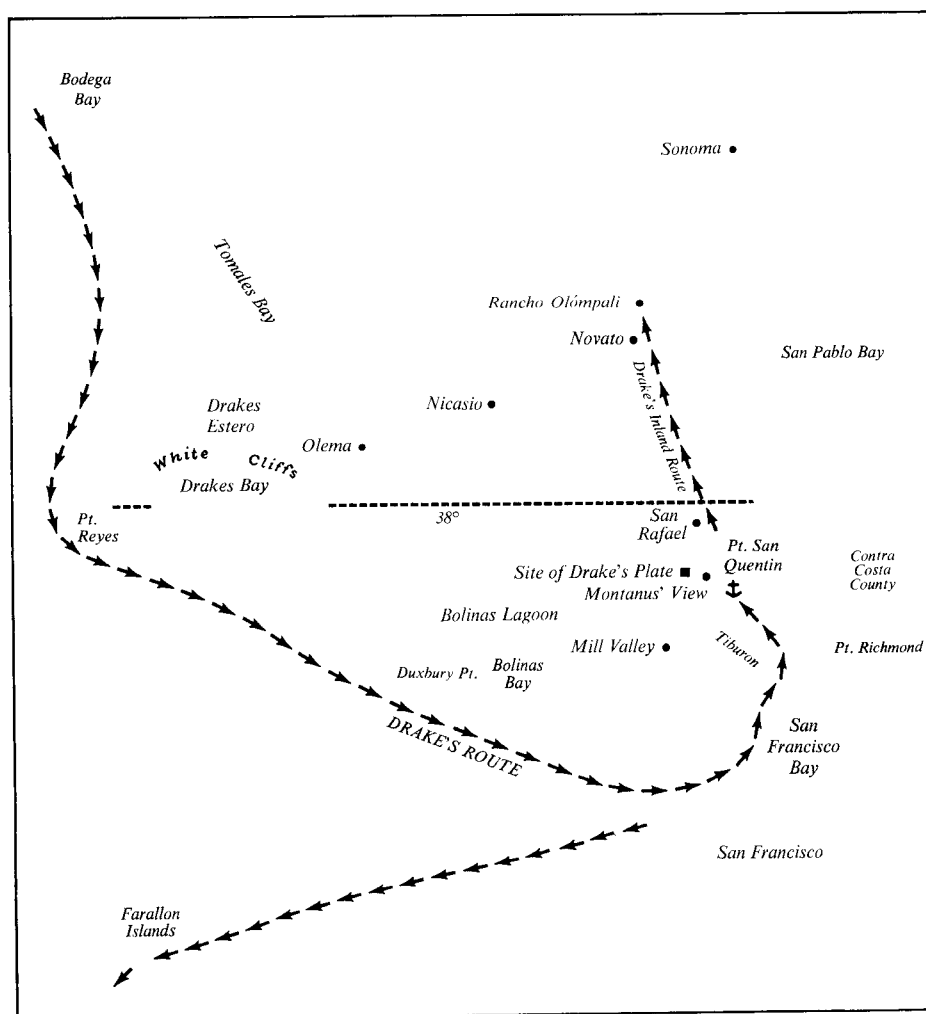 Bodega
Bay
Sonoma
Tomales Bay
Rancho Olómpali
Novato
San Pablo Bay
Drake's Inland Route
Nicasio
Drakes
Estero
Olema
White Cliffs
Drakes Bay
38°
Pt.
Reyes
San
Rafael
Pt. San
Quentin
Contra
Costa
County
Site of Drake's Plate
Montanus' View
Bolinas Lagoon
Mill Valley
Tiburon
Pt. Richmond
Duxbury Pt.
Bolinas
Bay
DRAKE'S ROUTE
San
Francisco
Bay
San Francisco
Farallon
Islands